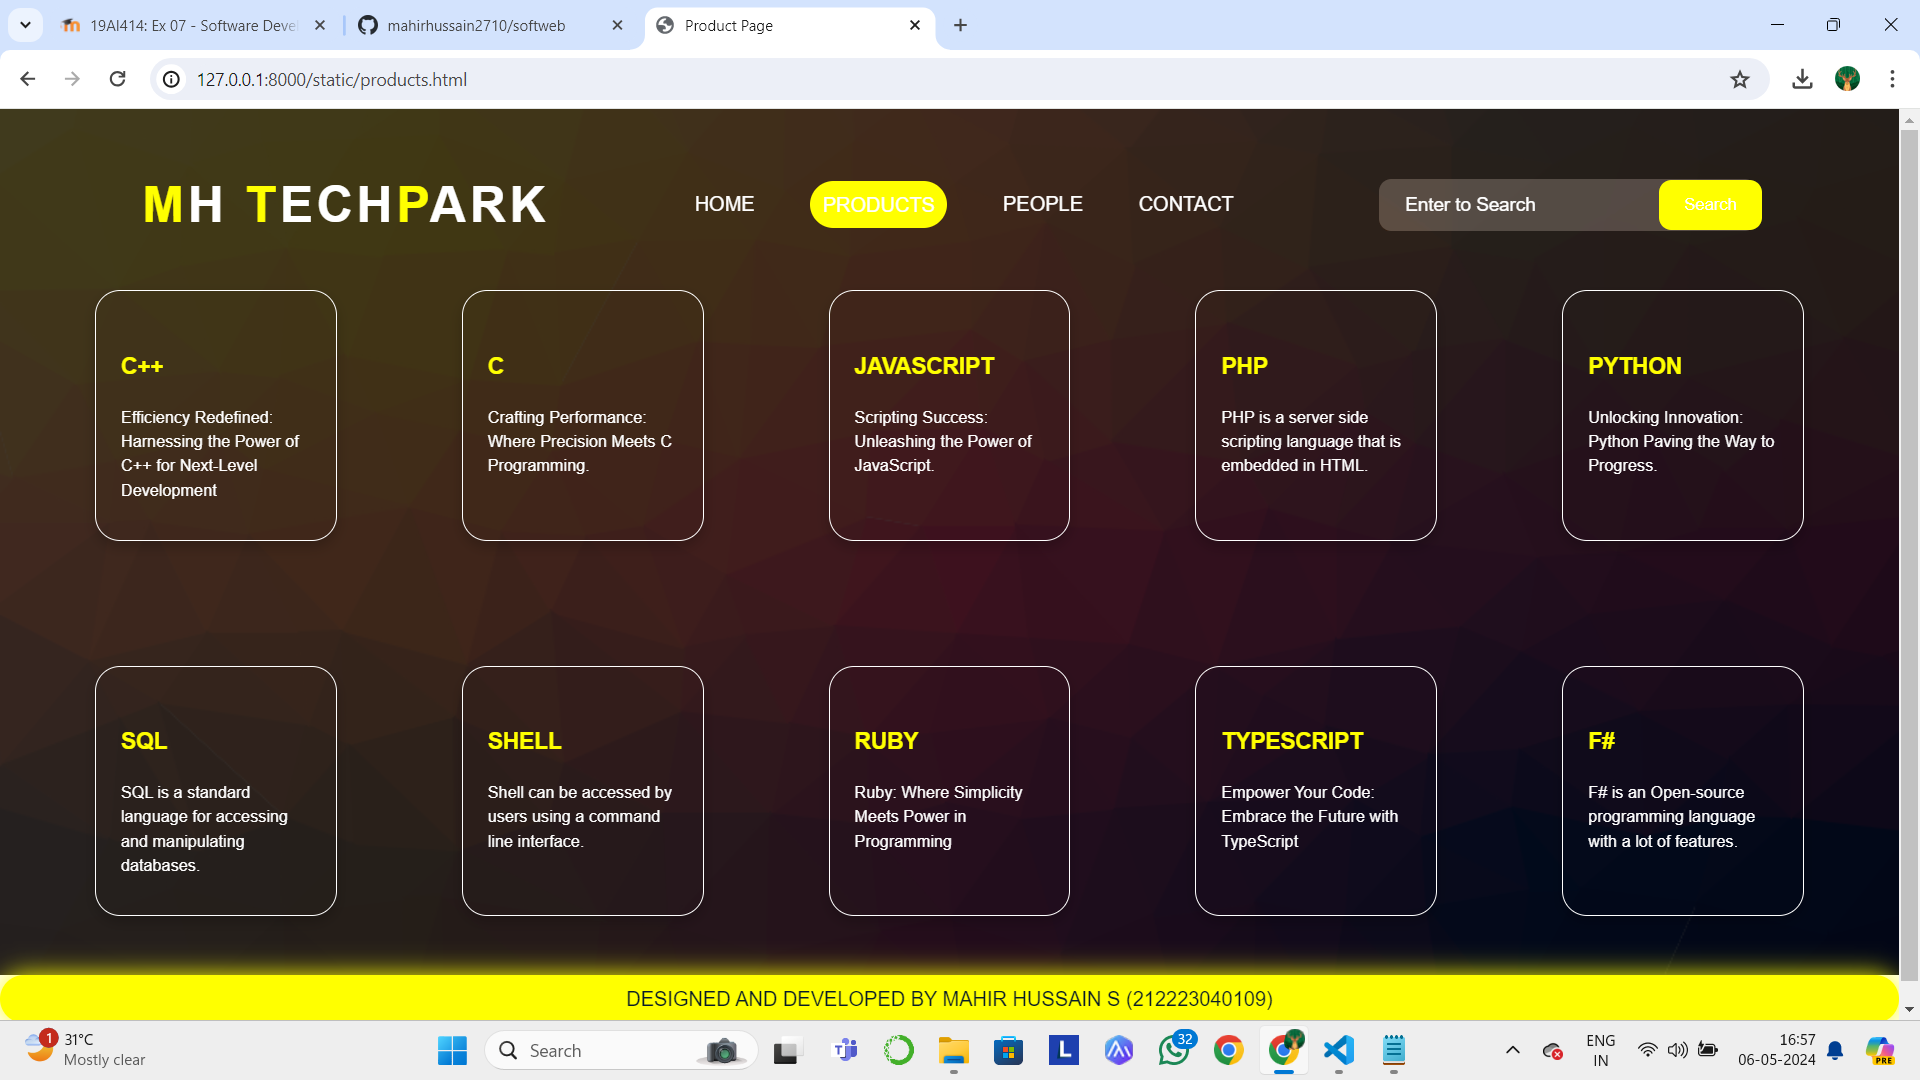 19AI414: Ex 07 - Software Deve
mahirhussain2710/softweb
Product Page
127.0.0.1:8000/static/products.html
MH TECHPARK
HOME
PRODUCTS
PEOPLE
CONTACT
Enter to Search
Search
C++
Efficiency Redefined:
Harnessing the Power of
C++ for Next-Level
Development
C
Crafting Performance:
Where Precision Meets C
Programming.
JAVASCRIPT
Scripting Success:
Unleashing the Power of
JavaScript.
PHP
PHP is a server side
scripting language that is
embedded in HTML.
PYTHON
Unlocking Innovation:
Python Paving the Way to
Progress.
SQL
SQL is a standard
language for accessing
and manipulating
databases.
SHELL
Shell can be accessed by
users using a command
line interface.
RUBY
Ruby: Where Simplicity
Meets Power in
Programming
TYPESCRIPT
Empower Your Code:
Embrace the Future with
TypeScript
F#
F# is an Open-source
programming language
with a lot of features.
DESIGNED AND DEVELOPED BY MAHIR HUSSAIN S (212223040109)
1
31°C
Mostly clear
Search
L
32
ENG
IN
16:57
06-05-2024
PRE